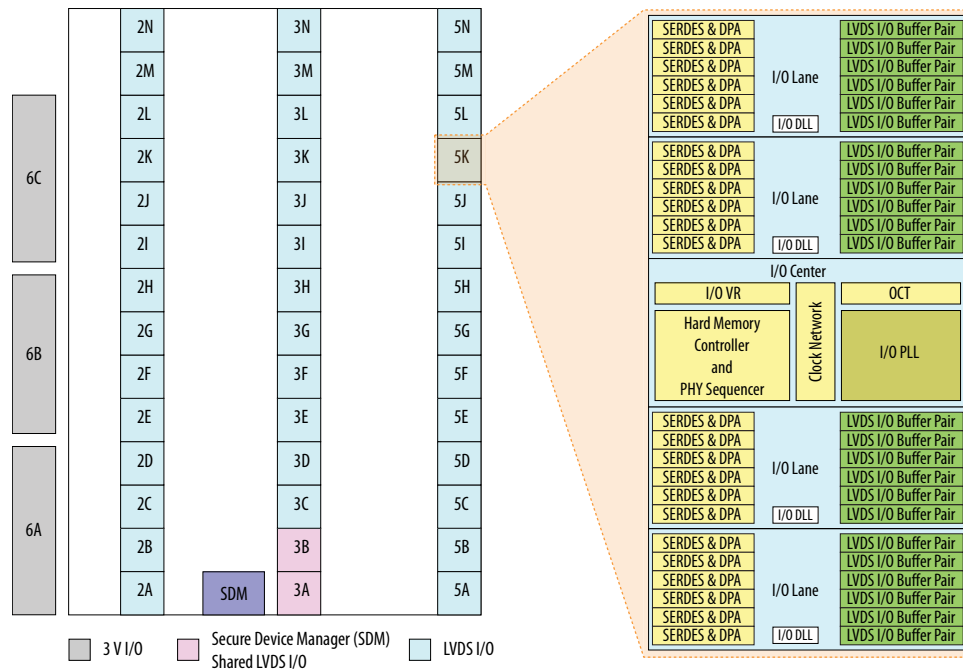 6C
6B
6A
2N
2M
2L
2K
2J
2I
2H
2G
2F
2E
2D
2C
2B
2A
SDM
3N
3M
3L
3K
3J
3I
3H
3G
3F
3E
3D
3C
3B
3A
5N
5M
5L
5K
5J
5I
5H
5G
5F
5E
5D
5C
5B
5A
SERDES & DPA
SERDES & DPA
SERDES & DPA
SERDES & DPA
SERDES & DPA
SERDES & DPA
I/O Lane
I/O DLL
LVDS I/O Buffer Pair
LVDS I/O Buffer Pair
LVDS I/O Buffer Pair
LVDS I/O Buffer Pair
LVDS I/O Buffer Pair
LVDS I/O Buffer Pair
SERDES & DPA
SERDES & DPA
SERDES & DPA
SERDES & DPA
SERDES & DPA
SERDES & DPA
I/O Lane
I/O DLL
LVDS I/O Buffer Pair
LVDS I/O Buffer Pair
LVDS I/O Buffer Pair
LVDS I/O Buffer Pair
LVDS I/O Buffer Pair
LVDS I/O Buffer Pair
I/O Center
I/O VR
Hard Memory
Controller
and
PHY Sequencer
Clock Network
OCT
I/O PLL
SERDES & DPA
SERDES & DPA
SERDES & DPA
SERDES & DPA
SERDES & DPA
SERDES & DPA
I/O Lane
I/O DLL
LVDS I/O Buffer Pair
LVDS I/O Buffer Pair
LVDS I/O Buffer Pair
LVDS I/O Buffer Pair
LVDS I/O Buffer Pair
LVDS I/O Buffer Pair
SERDES & DPA
SERDES & DPA
SERDES & DPA
SERDES & DPA
SERDES & DPA
SERDES & DPA
I/O Lane
I/O DLL
LVDS I/O Buffer Pair
LVDS I/O Buffer Pair
LVDS I/O Buffer Pair
LVDS I/O Buffer Pair
LVDS I/O Buffer Pair
LVDS I/O Buffer Pair
3 V I/O
Secure Device Manager (SDM)
Shared LVDS I/O
LVDS I/O